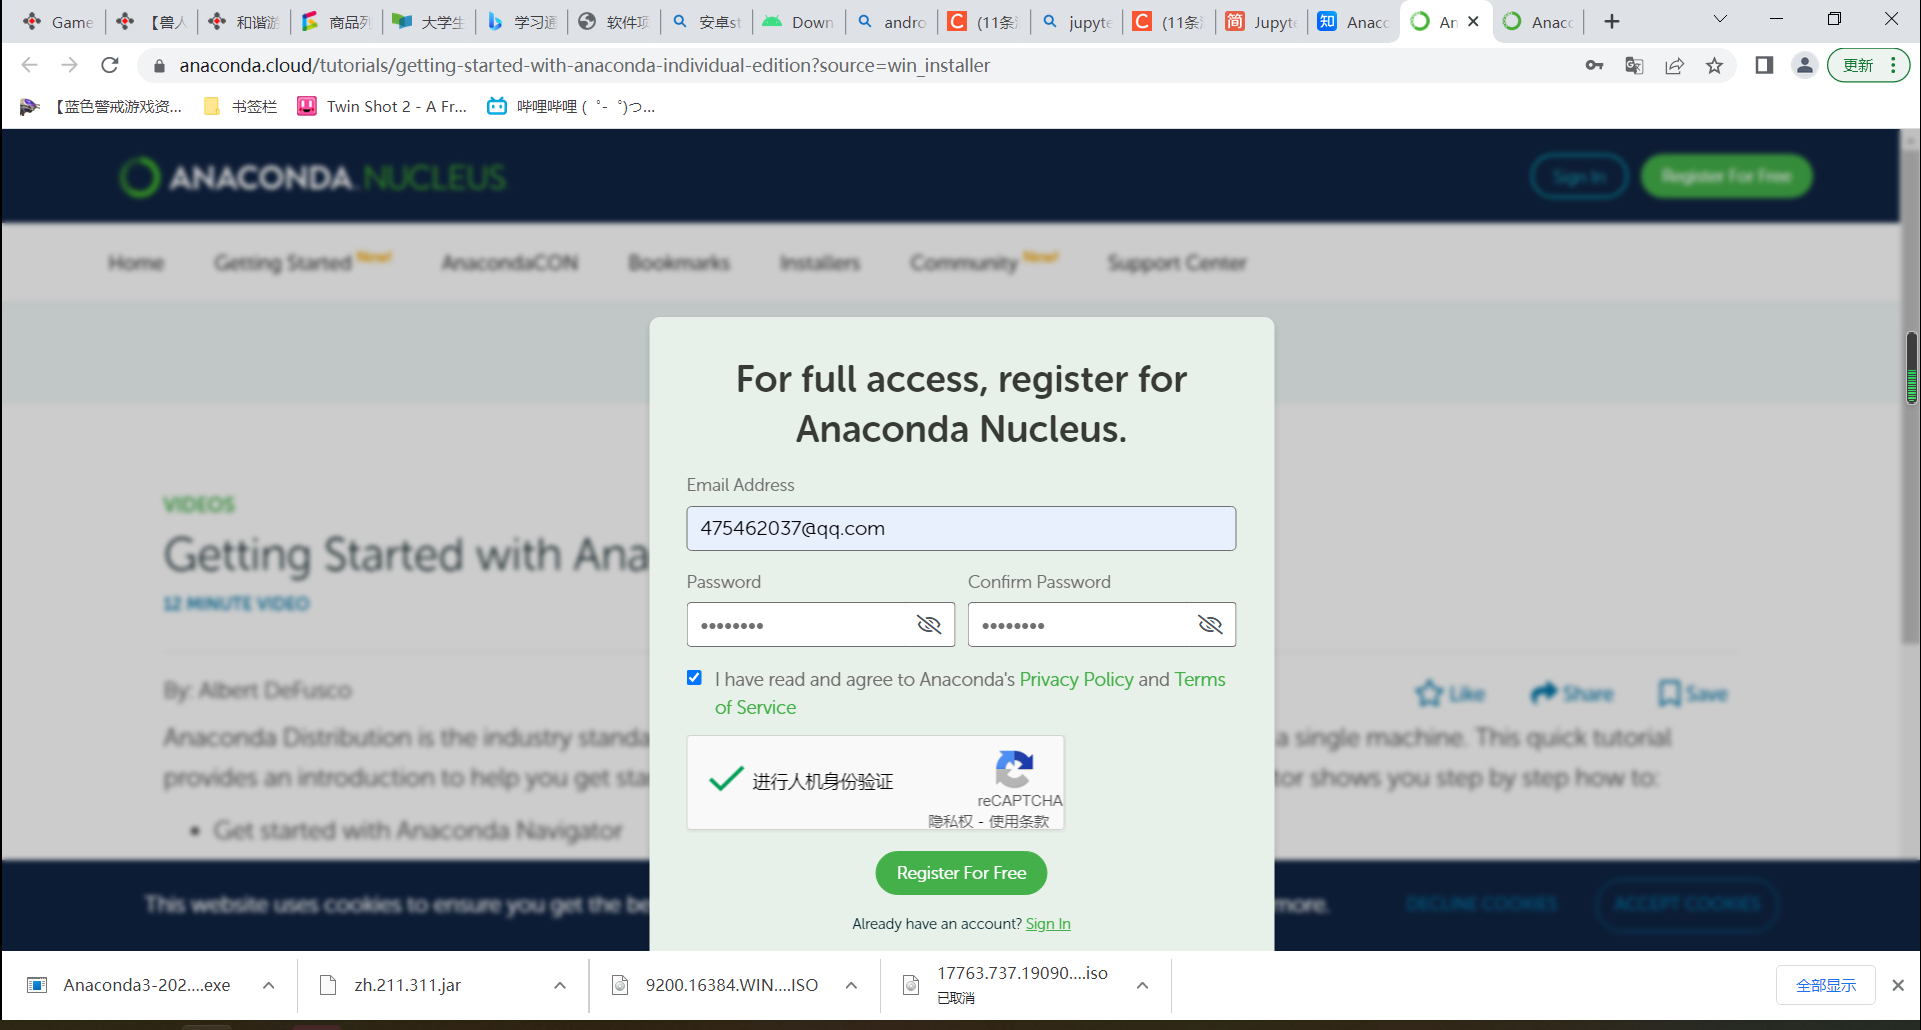 Game
【兽人
和谐游
商品列
大学生
学习通
软件项
安卓st
Down
andro
(11条
jupyte
(11条
Jupyte
Anaco
An
Anaco
anaconda.cloud/tutorials/getting-started-with-anaconda-individual-edition?source=win_installer
更新
【蓝色警戒游戏资...
书签栏
Twin Shot 2 - A Fr...
哔哩哔哩 ( ゜- ゜)つ...
ANACONDA.NUCLEUS
Sign In
Register For Free
Home
Getting Started New!
AnacondaCON
Bookmarks
Installers
Community New!
Support Center
For full access, register for
Anaconda Nucleus.
Email Address
475462037@qq.com
Password
Confirm Password
••••••••
••••••••
I have read and agree to Anaconda's Privacy Policy and Terms
of Service
进行人机身份验证
reCAPTCHA
隐私权 - 使用条款
Register For Free
Already have an account? Sign In
VIDEOS
Getting Started with Ana
12 MINUTE VIDEO
By: Albert DeFusco
Like
Share
Save
Anaconda Distribution is the industry standa
a single machine. This quick tutorial
provides an introduction to help you get sta
tor shows you step by step how to:
• Get started with Anaconda Navigator
This website uses cookies to ensure you get the be
more.
DECLINE COOKIES
ACCEPT COOKIES
Anaconda3-202....exe
zh.211.311.jar
9200.16384.WIN....ISO
17763.737.19090....iso
已取消
全部显示